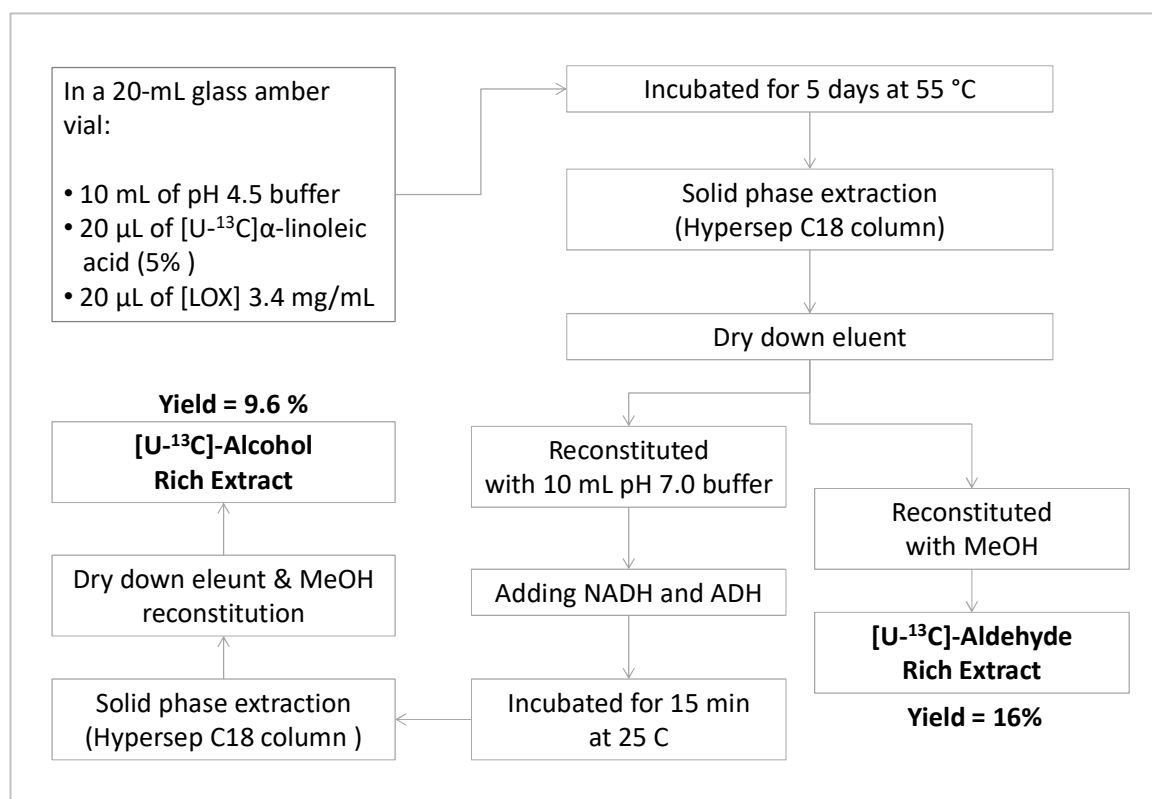 In a 20-mL glass amber
vial:
• 10 mL of pH 4.5 buffer
• 20 µL of [U-¹³C]α-linoleic
acid (5% )
• 20 µL of [LOX] 3.4 mg/mL
Incubated for 5 days at 55 °C
Solid phase extraction
(Hypersep C18 column)
Dry down eluent
Reconstituted
with MeOH
[U-¹³C]-Aldehyde
Rich Extract
Yield = 16%
Reconstituted
with 10 mL pH 7.0 buffer
Adding NADH and ADH
Incubated for 15 min
at 25 C
Solid phase extraction
(Hypersep C18 column )
Dry down eleunt & MeOH
reconstitution
[U-¹³C]-Alcohol
Rich Extract
Yield = 9.6 %